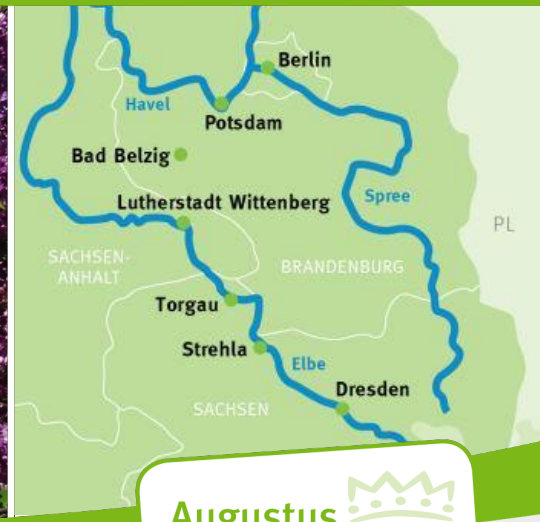 Berlin
Havel
Potsdam
Bad Belzig
Lutherstadt Wittenberg
Spree
PL
SACHSEN-
ANHALT
BRANDENBURG
Torgau
Strehla
Elbe
Dresden
SACHSEN
Augustus